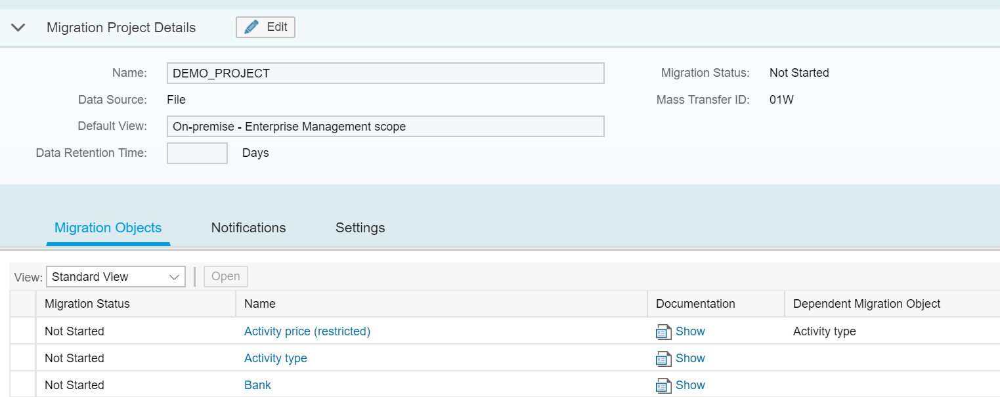 Migration Project Details Edit
Name: DEMO_PROJECT Migration Status: Not Started
Data Source: File Mass Transfer ID: 01W
Default View: On-premise - Enterprise Management scope
Data Retention Time: Days
Migration Objects Notifications Settings
View: Standard View Open
Migration Status Name Documentation Dependent Migration Object
Not Started Activity price (restricted) Show Activity type
Not Started Activity type Show
Not Started Bank Show